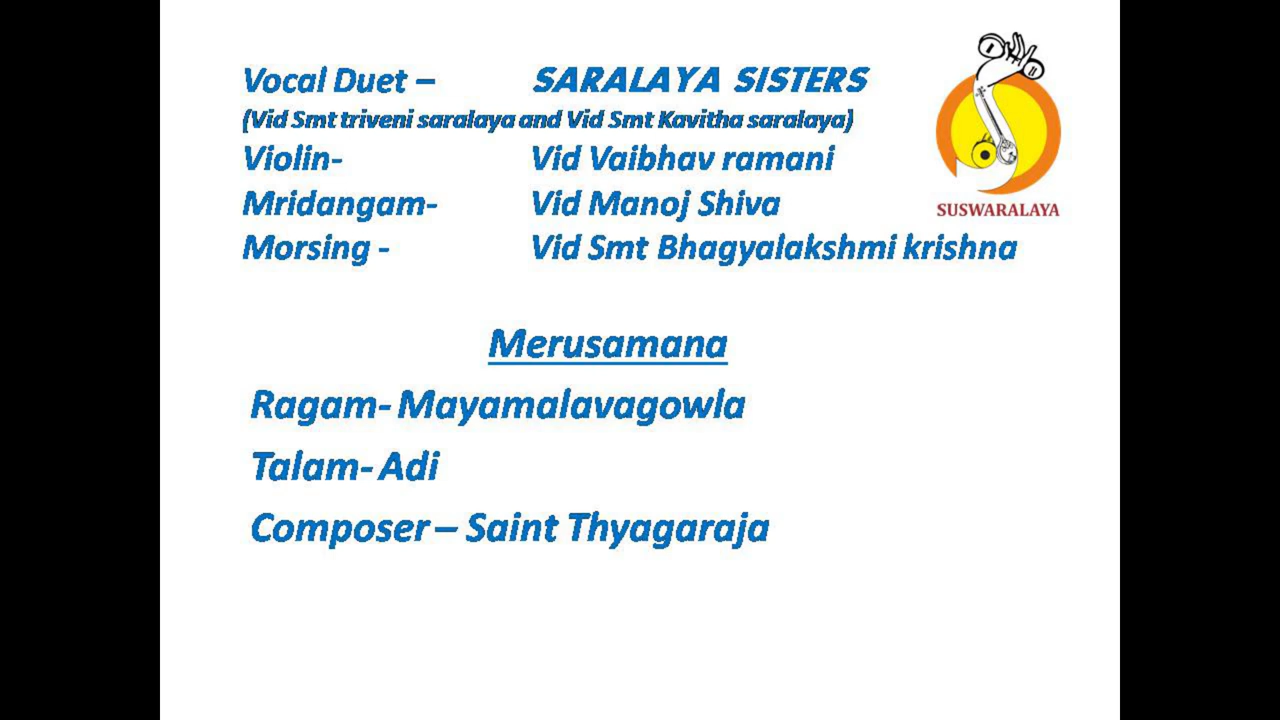 Vocal Duet – SARALAYA SISTERS
(Vid Smt triveni saralaya and Vid Smt Kavitha saralaya)
Violin- Vid Vaibhav ramani
Mridangam- Vid Manoj Shiva
Morsing - Vid Smt Bhagyalakshmi krishna
SUSWARALAYA
Merusamana
Ragam- Mayamalavagowla
Talam- Adi
Composer – Saint Thyagaraja